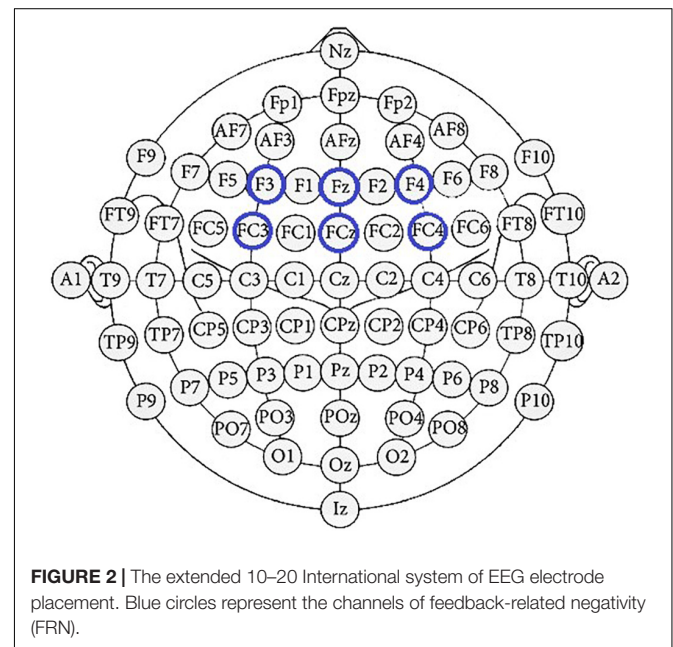 Nz
Fp1 Fpz Fp2
AF7 AF3 AFz AF4 AF8
F9 F7 F5 F3 F1 Fz F2 F4 F6 F8 F10
FT9 FT7 FC5 FC3 FC1 FCz FC2 FC4 FC6 FT8 FT10
A1 T9 T7 C5 C3 C1 Cz C2 C4 C6 T8 T10 A2
TP9 TP7 CP5 CP3 CP1 CPz CP2 CP4 CP6 TP8 TP10
P9 P7 P5 P3 P1 Pz P2 P4 P6 P8 P10
PO7 PO3 POz PO4 PO8
O1 Oz O2
Iz
FIGURE 2 | The extended 10–20 International system of EEG electrode
placement. Blue circles represent the channels of feedback-related negativity
(FRN).